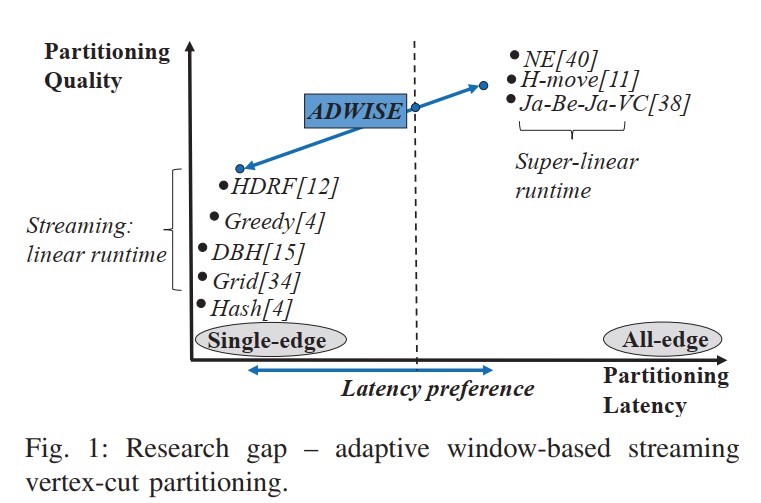 Partitioning
Quality
NE[40]
H-move[11]
Ja-Be-Ja-VC[38]
ADWISE
Super-linear
runtime
HDRF[12]
Greedy[4]
Streaming:
linear runtime
DBH[15]
Grid[34]
Hash[4]
Single-edge
All-edge
Latency preference
Partitioning
Latency
Fig. 1: Research gap – adaptive window-based streaming
vertex-cut partitioning.